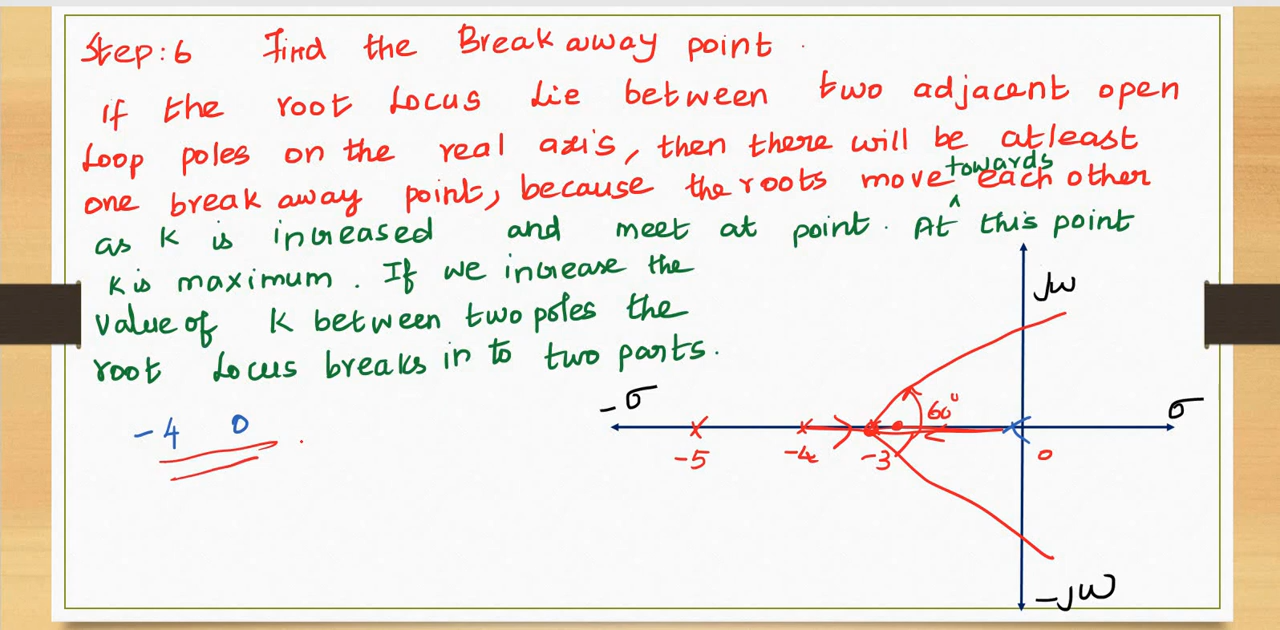 Step:6 Find the Break away point
if the root Locus Lie between two adjacent open
Loop poles on the real axis, then there will be atleast
one break away point, because the roots move towards each other
as K is increased and meet at point. At this point
K is maximum. If we increase the
value of K between two poles the
root Locus breaks in to two parts.
-4 0
jω
-σ
σ
60°
-5
-4
-3
0
-jω